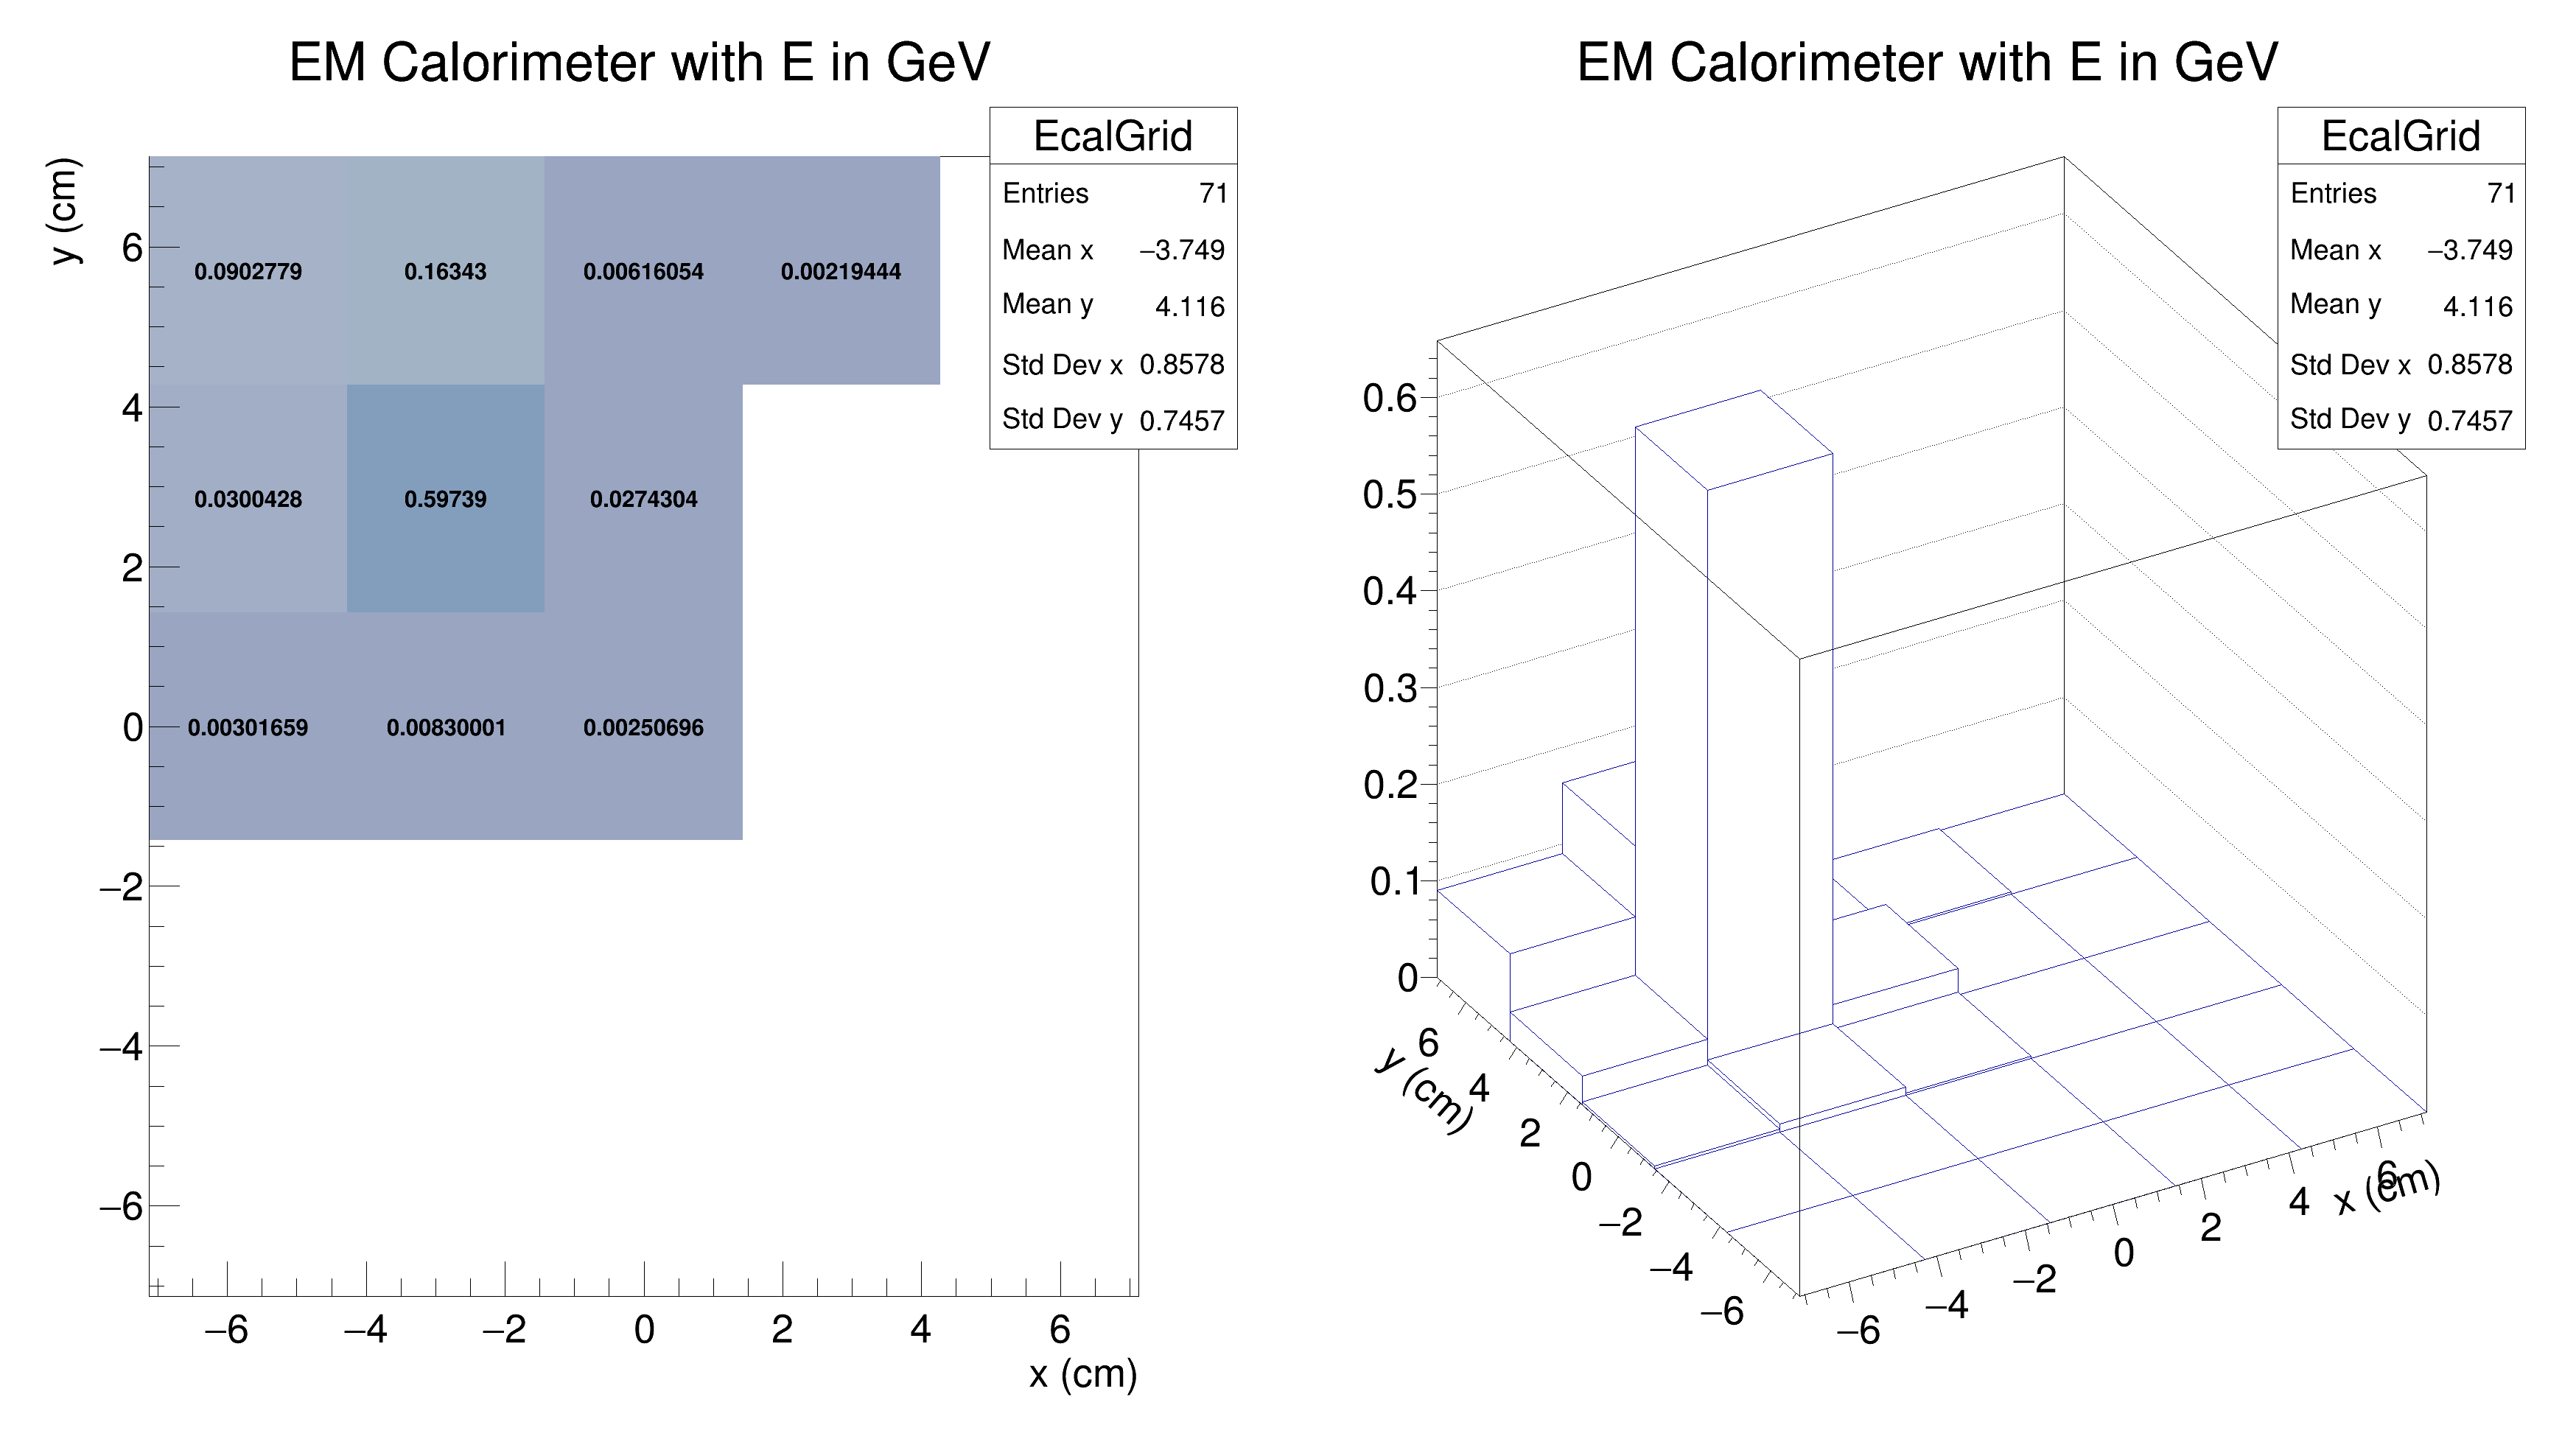 EM Calorimeter with E in GeV
EcalGrid
Entries 71
Mean x −3.749
Mean y 4.116
Std Dev x 0.8578
Std Dev y 0.7457
y (cm)
6
4
2
0
−2
−4
−6
0.0902779 0.16343 0.00616054 0.00219444
0.0300428 0.59739 0.0274304
0.00301659 0.00830001 0.00250696
−6 −4 −2 0 2 4 6
x (cm)
EM Calorimeter with E in GeV
EcalGrid
Entries 71
Mean x −3.749
Mean y 4.116
Std Dev x 0.8578
Std Dev y 0.7457
0.6
0.5
0.4
0.3
0.2
0.1
0
y (cm)
6
4
2
0
−2
−4
−6
−6 −4 −2 0 2 4 6
x (cm)